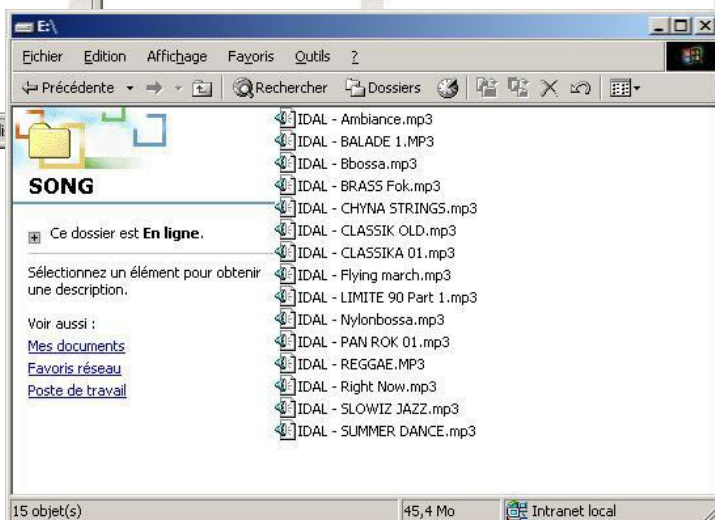 E:\
Fichier Edition Affichage Favoris Outils ?
Précédente Rechercher Dossiers
SONG
Ce dossier est En ligne.
Sélectionnez un élément pour obtenir
une description.
Voir aussi :
Mes documents
Favoris réseau
Poste de travail
IDAL - Ambiance.mp3
IDAL - BALADE 1.MP3
IDAL - Bbossa.mp3
IDAL - BRASS Fok.mp3
IDAL - CHYNA STRINGS.mp3
IDAL - CLASSIK OLD.mp3
IDAL - CLASSIKA 01.mp3
IDAL - Flying march.mp3
IDAL - LIMITE 90 Part 1.mp3
IDAL - Nylonbossa.mp3
IDAL - PAN ROK 01.mp3
IDAL - REGGAE.MP3
IDAL - Right Now.mp3
IDAL - SLOWIZ JAZZ.mp3
IDAL - SUMMER DANCE.mp3
15 objet(s) 45,4 Mo Intranet local